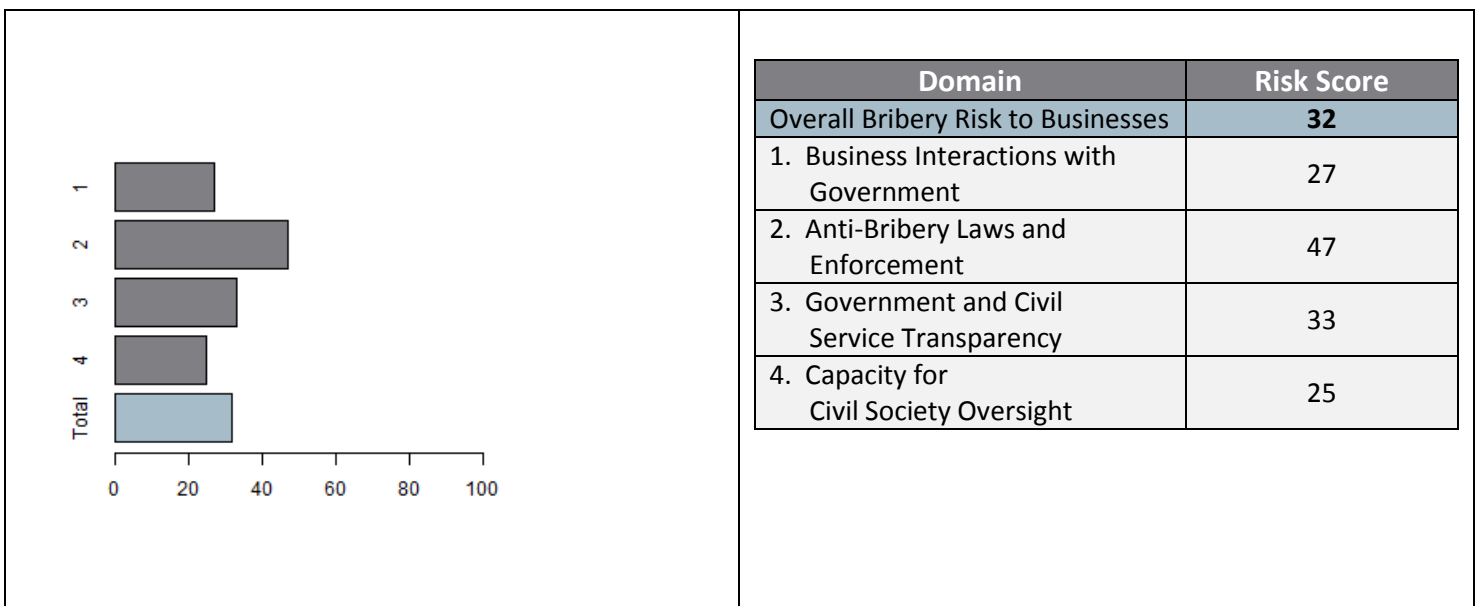 1
2
3
4
Total
0 20 40 60 80 100
Domain Risk Score
Overall Bribery Risk to Businesses 32
1. Business Interactions with
Government 27
2. Anti-Bribery Laws and
Enforcement 47
3. Government and Civil
Service Transparency 33
4. Capacity for
Civil Society Oversight 25